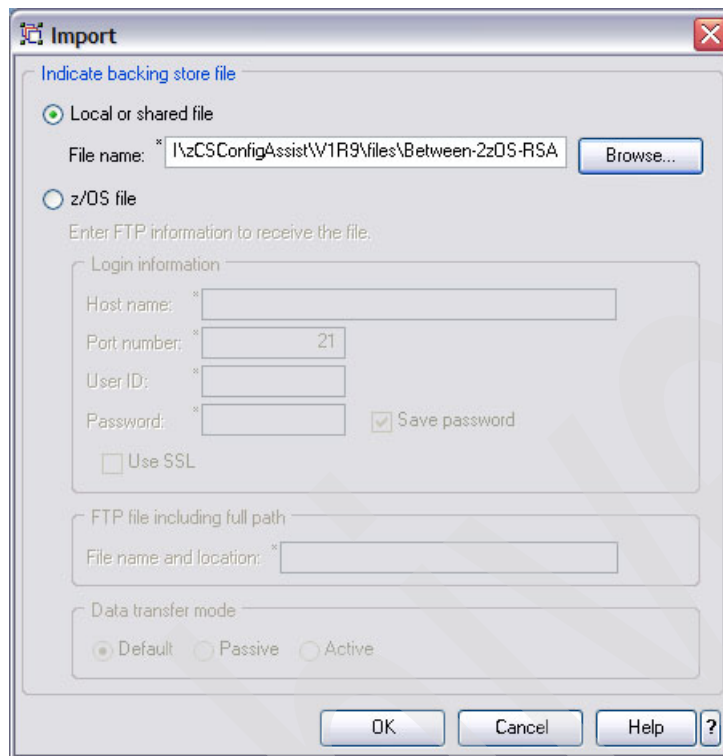 Import
Indicate backing store file
Local or shared file
File name: * I\zCSConfigAssist\V1R9\files\Between-2zOS-RSA Browse...
z/OS file
Enter FTP information to receive the file.
Login information
Host name: *
Port number: * 21
User ID: *
Password: * Save password
Use SSL
FTP file including full path
File name and location: *
Data transfer mode
Default Passive Active
OK Cancel Help ?